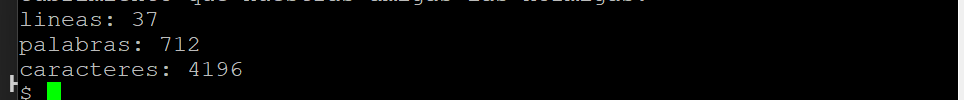 lineas: 37
palabras: 712
caracteres: 4196
$